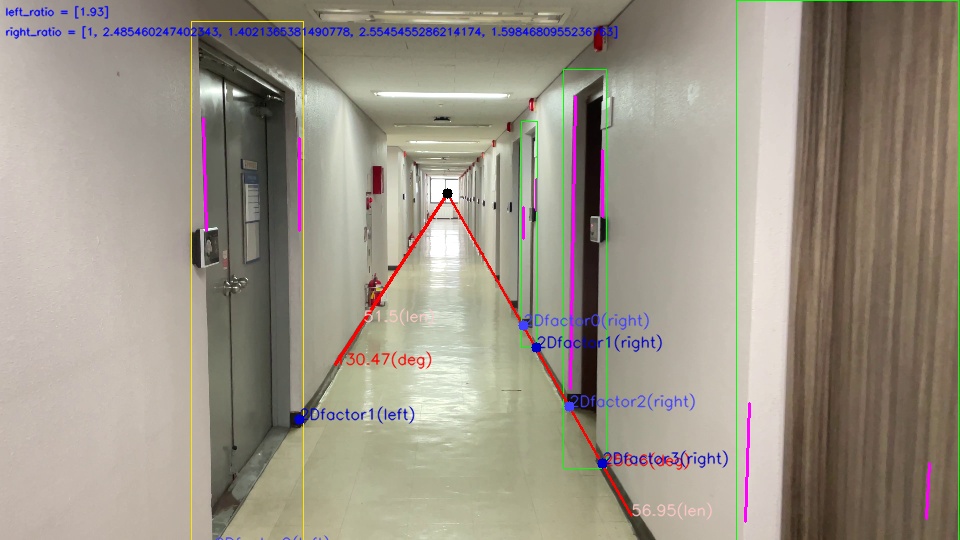 left_ratio = [1.93]
right_ratio = [1, 2.485460247402343, 1.4021365381490778, 2.5545455286214174, 1.5984680955236763]
51.5(len)
130.47(deg)
2Dfactor0(right)
2Dfactor1(right)
2Dfactor2(right)
2Dfactor1(left)
2Dfactor3(right)
56.95(len)